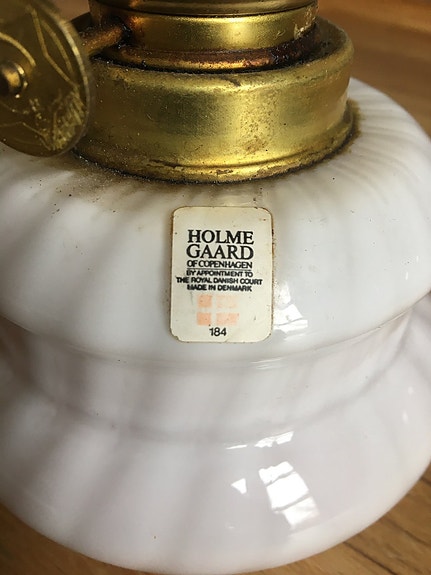 HOLME
GAARD
OF COPENHAGEN
BY APPOINTMENT TO
THE ROYAL DANISH COURT
MADE IN DENMARK
184